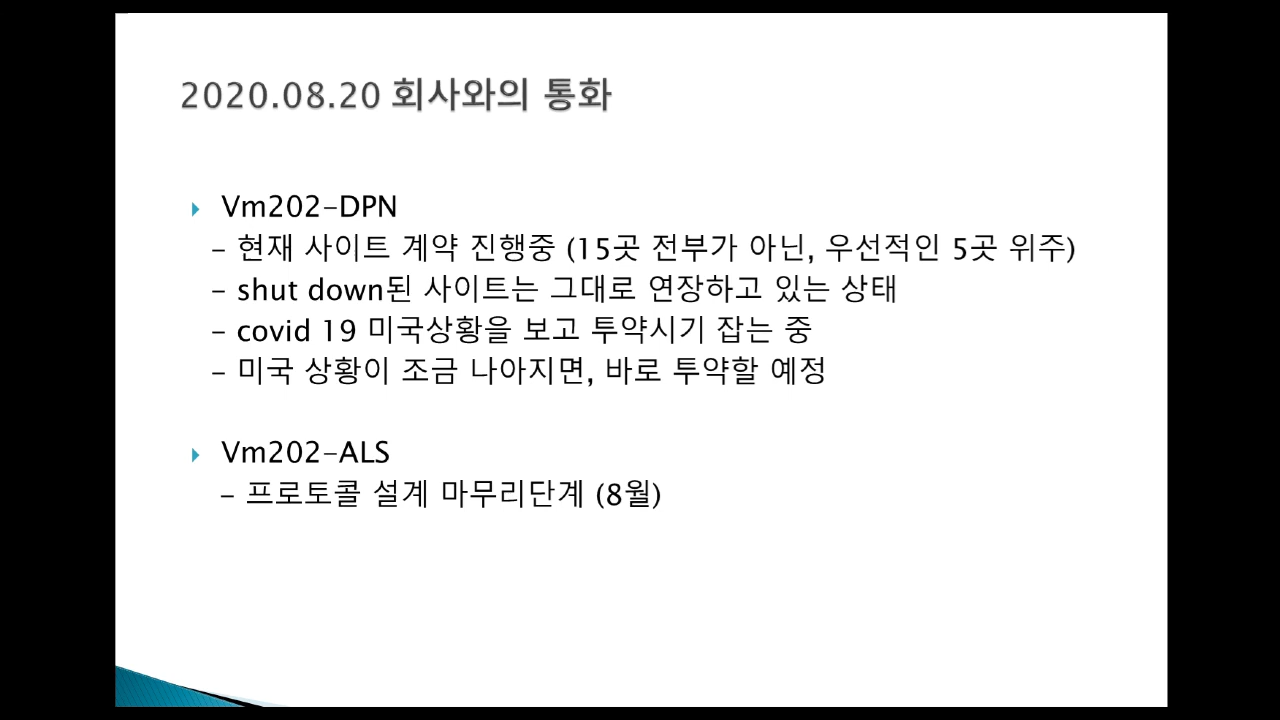 2020.08.20 회사와의 통화
Vm202-DPN
- 현재 사이트 계약 진행중 (15곳 전부가 아닌, 우선적인 5곳 위주)
- shut down된 사이트는 그대로 연장하고 있는 상태
- covid 19 미국상황을 보고 투약시기 잡는 중
- 미국 상황이 조금 나아지면, 바로 투약할 예정
Vm202-ALS
- 프로토콜 설계 마무리단계 (8월)